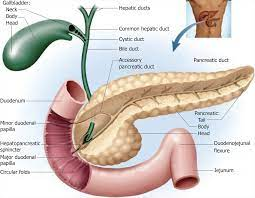 Gallbladder:
Neck
Body
Head
Hepatic ducts
Common hepatic duct
Cystic duct
Bile duct
Accessory
pancreatic duct
Pancreatic duct
Duodenum
Minor duodenal
papilla
Hepatopancreatic
sphincter
Major duodenal
papilla
Circular folds
Pancreatic:
Tail
Body
Head
Duodenojejunal
flexure
Jejunum